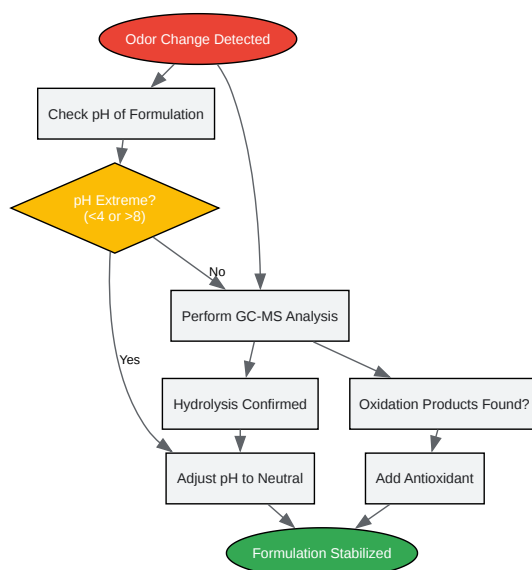 Odor Change Detected
Check pH of Formulation
pH Extreme?
(<4 or >8)
No
Perform GC-MS Analysis
Yes
Hydrolysis Confirmed
Oxidation Products Found?
Adjust pH to Neutral
Add Antioxidant
Formulation Stabilized